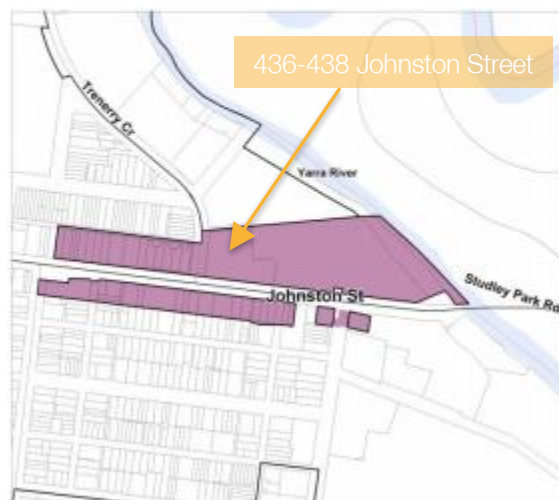 436-438 Johnston Street
Trenerry Cr
Yarra River
Studley Park Rd
Johnston St